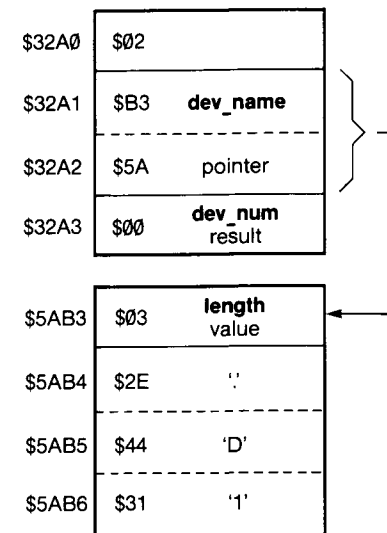 $32A0 $02
$32A1 $B3 dev_name
$32A2 $5A pointer
$32A3 $00 dev_num
result
$5AB3 $03 length
value
$5AB4 $2E '.'
$5AB5 $44 'D'
$5AB6 $31 '1'